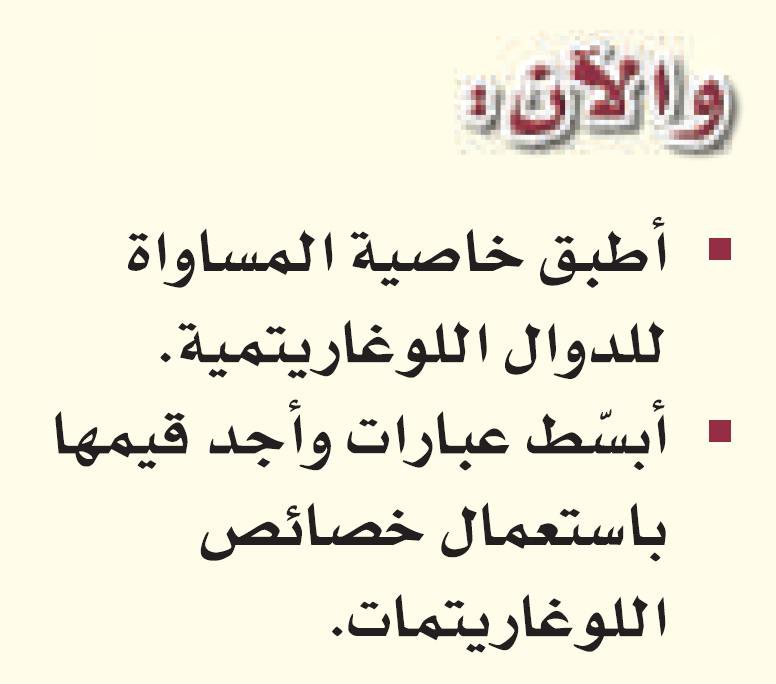 والآن:
أطبق خاصية المساواة
للدوال اللوغاريتمية.
أبسّط عبارات وأجد قيمها
باستعمال خصائص
اللوغاريتمات.